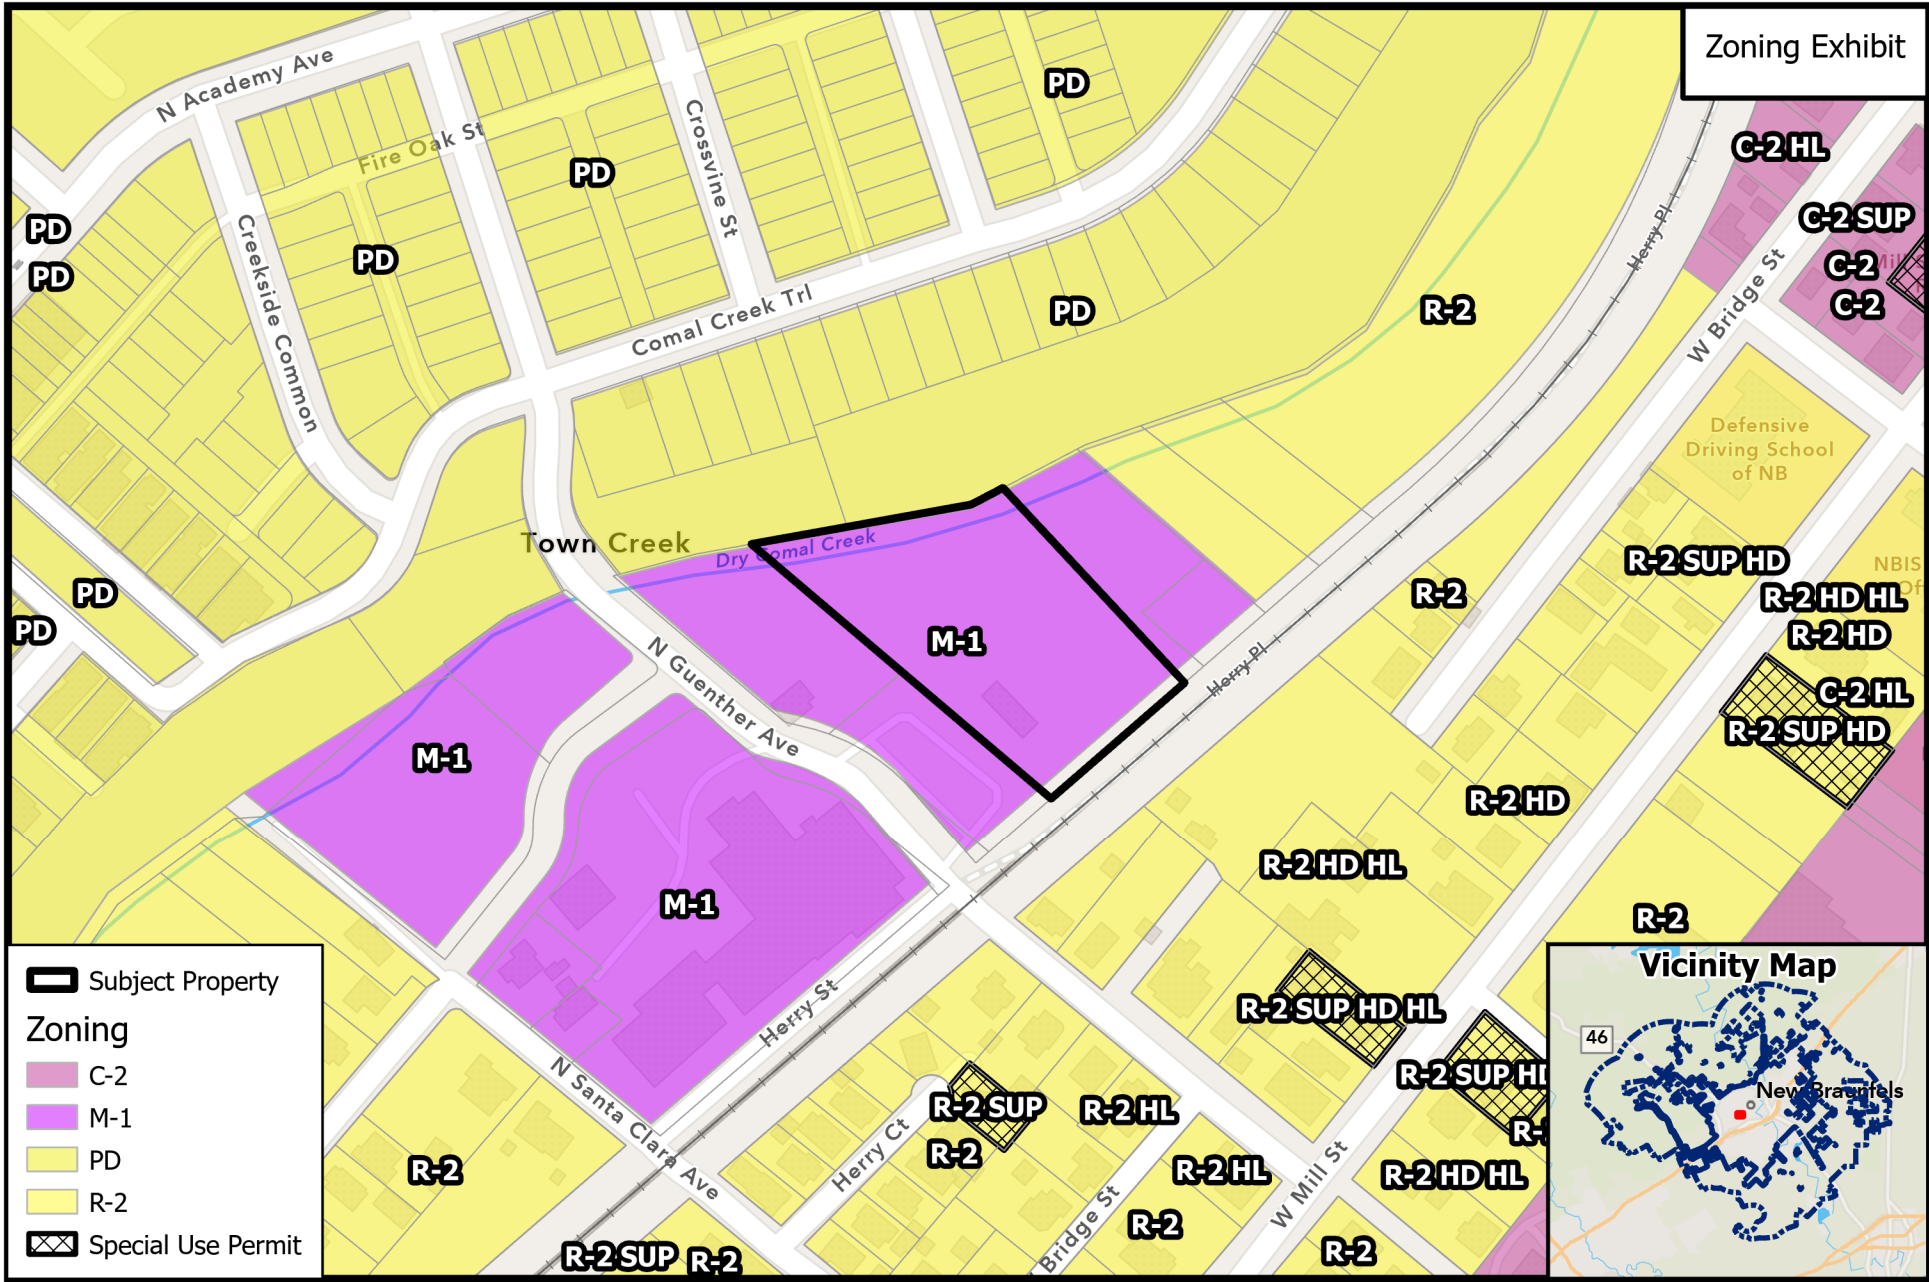 Zoning Exhibit
N Academy Ave
Fire Oak St
Crossvine St
Creekside Common
Comal Creek Trl
PD
PD
PD
PD
PD
PD
PD
PD
C-2 HL
C-2 SUP
C-2
C-2
Herry Pl
W Bridge St
R-2
Defensive
Driving School
of NB
Town Creek
Dry Comal Creek
NBIS
R-2 SUP HD
R-2 HD HL
R-2 HD
C-2 HL
R-2 SUP HD
R-2
M-1
N Guenther Ave
Herry Pl
M-1
R-2 HD
R-2 HD HL
M-1
R-2
R-2 SUP HD HL
Herry St
N Santa Clara Ave
R-2 SUP
R-2
R-2 HL
Herry Ct
R-2 SUP HD
R-2 HL
R-2 HD HL
R-2
R-2
Bridge St
W Mill St
R-2
R-2 SUP
R-2
Subject Property
Zoning
C-2
M-1
PD
R-2
Special Use Permit
Vicinity Map
46
New Braunfels